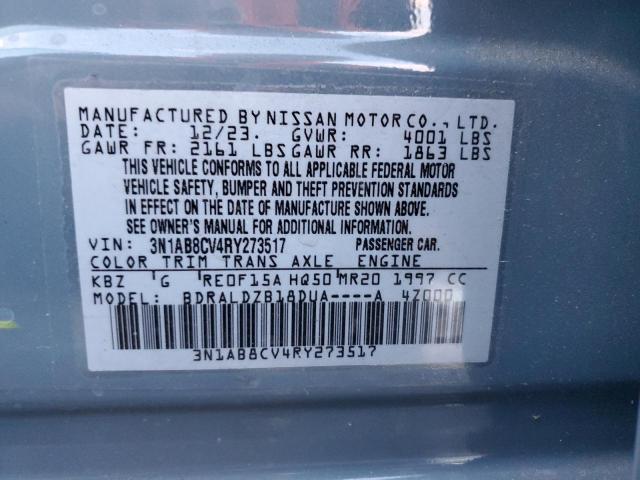 MANUFACTURED BY NISSAN MOTOR CO., LTD.
DATE: 12/23. GVWR: 4001 LBS
GAWR FR: 2161 LBS GAWR RR: 1863 LBS
THIS VEHICLE CONFORMS TO ALL APPLICABLE FEDERAL MOTOR
VEHICLE SAFETY, BUMPER AND THEFT PREVENTION STANDARDS
IN EFFECT ON THE DATE OF MANUFACTURE SHOWN ABOVE.
SEE OWNER'S MANUAL FOR ADDITIONAL INFORMATION.
VIN: 3N1AB8CV4RY273517 PASSENGER CAR.
COLOR TRIM TRANS AXLE ENGINE
KBZ 'G RE0F15A HQ50 MR20 1997 CC
MODEL: BDRALDZB18DUA----A 4Z000
3N1AB8CV4RY273517